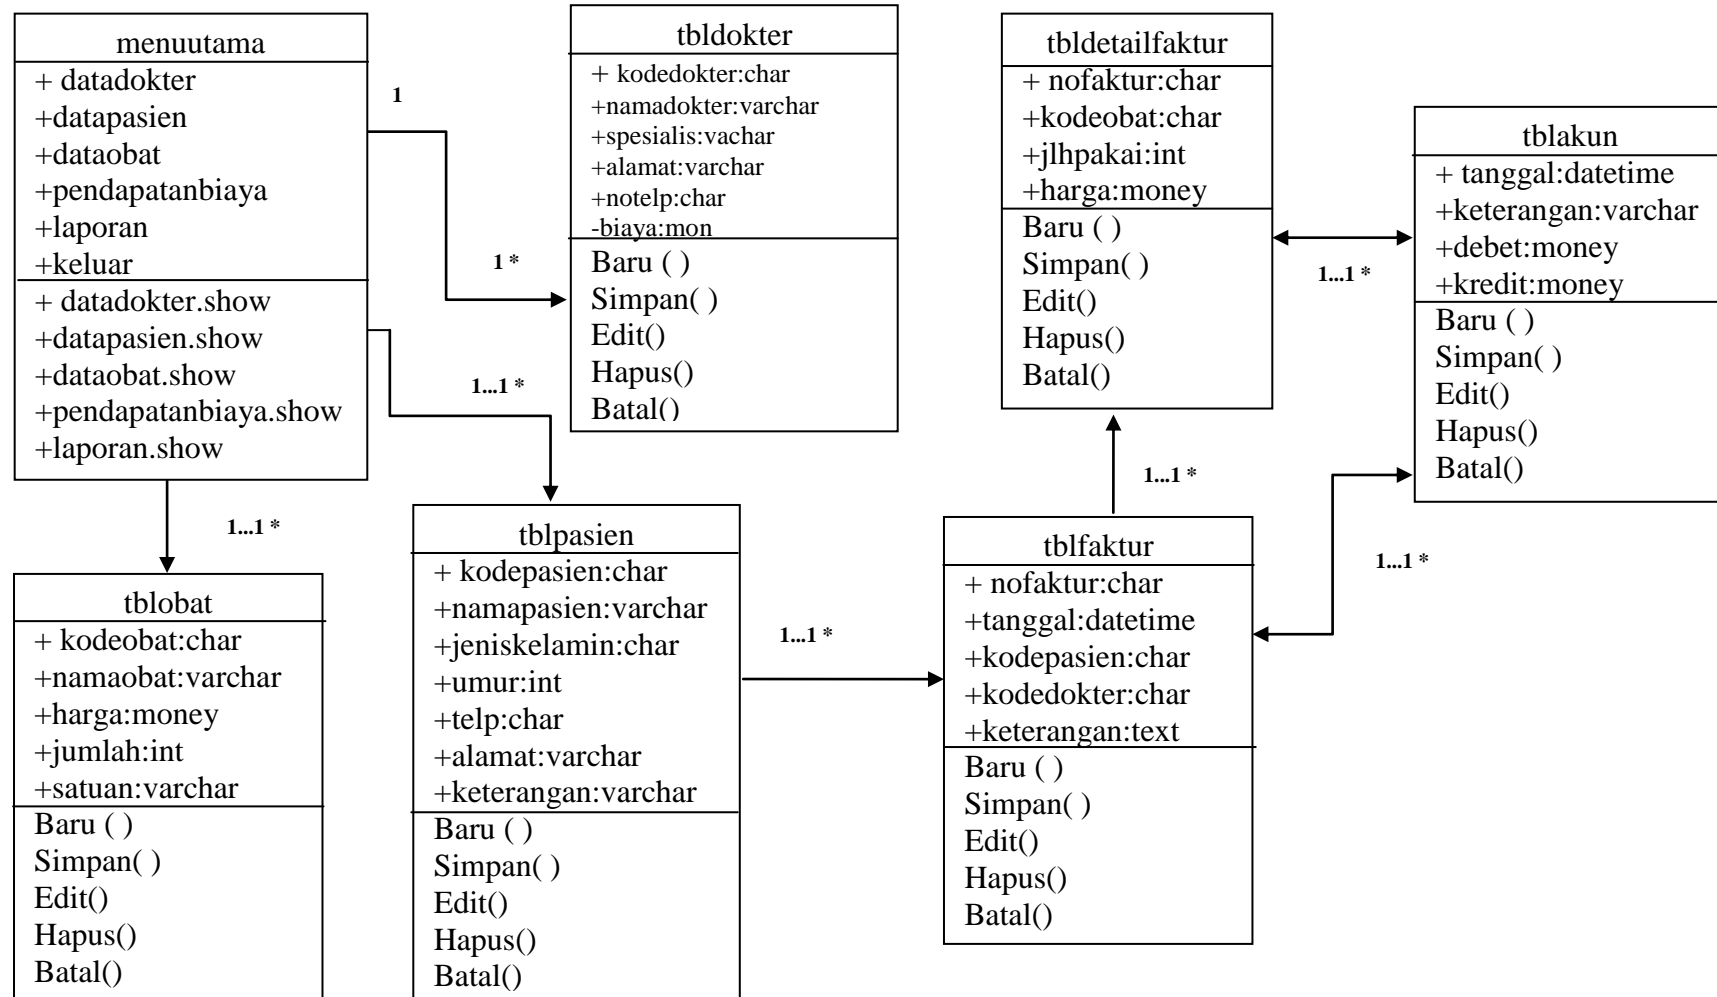 menuutama
+ datadokter
+datapasien
+dataobat
+pendapatanbiaya
+laporan
+keluar
+ datadokter.show
+datapasien.show
+dataobat.show
+pendapatanbiaya.show
+laporan.show
1
1 *
1...1 *
1...1 *
tbldokter
+ kodedokter:char
+namadokter:varchar
+spesialis:vachar
+alamat:varchar
+notelp:char
-biaya:mon
Baru ( )
Simpan( )
Edit()
Hapus()
Batal()
tbldetailfaktur
+ nofaktur:char
+kodeobat:char
+jlhpakai:int
+harga:money
Baru ( )
Simpan( )
Edit()
Hapus()
Batal()
1...1 *
tblakun
+ tanggal:datetime
+keterangan:varchar
+debet:money
+kredit:money
Baru ( )
Simpan( )
Edit()
Hapus()
Batal()
1...1 *
1...1 *
tblobat
+ kodeobat:char
+namaobat:varchar
+harga:money
+jumlah:int
+satuan:varchar
Baru ( )
Simpan( )
Edit()
Hapus()
Batal()
tblpasien
+ kodepasien:char
+namapasien:varchar
+jeniskelamin:char
+umur:int
+telp:char
+alamat:varchar
+keterangan:varchar
Baru ( )
Simpan( )
Edit()
Hapus()
Batal()
1...1 *
tblfaktur
+ nofaktur:char
+tanggal:datetime
+kodepasien:char
+kodedokter:char
+keterangan:text
Baru ( )
Simpan( )
Edit()
Hapus()
Batal()